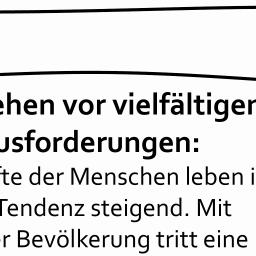 ehen vor vielfältigen
usforderungen:
fte der Menschen leben i
Tendenz steigend. Mit
r Bevölkerung tritt eine